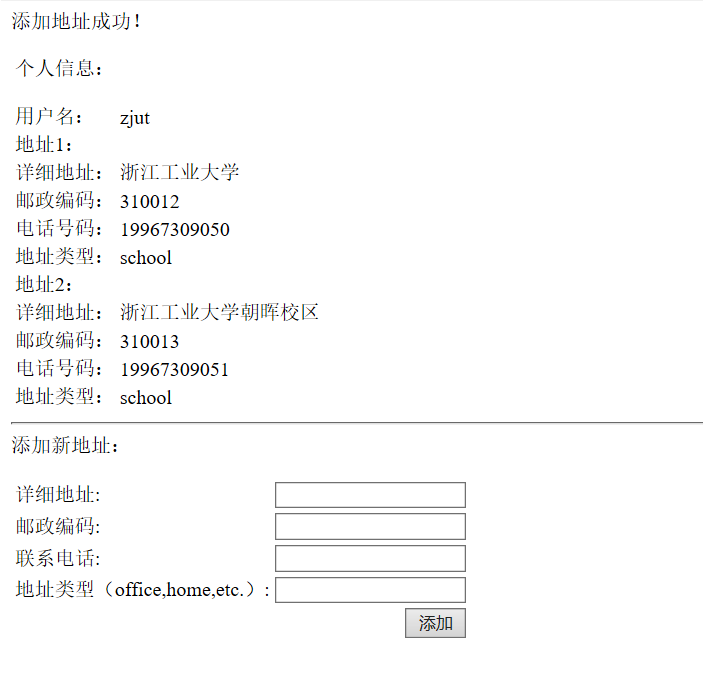 添加地址成功！
个人信息：
用户名： zjut
地址1：
详细地址： 浙江工业大学
邮政编码： 310012
电话号码： 19967309050
地址类型： school
地址2：
详细地址： 浙江工业大学朝晖校区
邮政编码： 310013
电话号码： 19967309051
地址类型： school
添加新地址：
详细地址:
邮政编码:
联系电话:
地址类型（office,home,etc.）:
添加